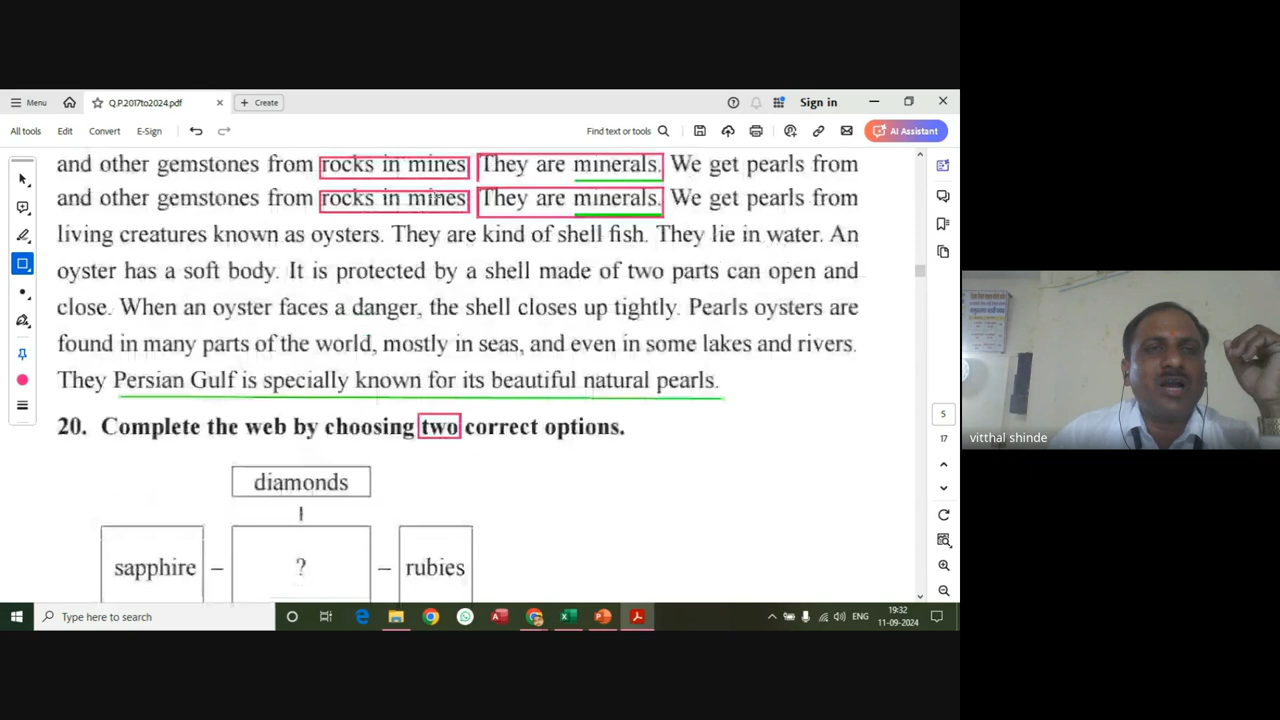 Menu
Q.P.2017to2024.pdf
Create
Sign in
All tools
Edit
Convert
E-Sign
Find text or tools
AI Assistant
and other gemstones from rocks in mines They are minerals. We get pearls from
and other gemstones from rocks in mines They are minerals. We get pearls from
living creatures known as oysters. They are kind of shell fish. They lie in water. An
oyster has a soft body. It is protected by a shell made of two parts can open and
close. When an oyster faces a danger, the shell closes up tightly. Pearls oysters are
found in many parts of the world, mostly in seas, and even in some lakes and rivers.
They Persian Gulf is specially known for its beautiful natural pearls.
20. Complete the web by choosing two correct options.
diamonds
sapphire – ? – rubies
5
17
vitthal shinde
Type here to search
ENG
19:32
11-09-2024